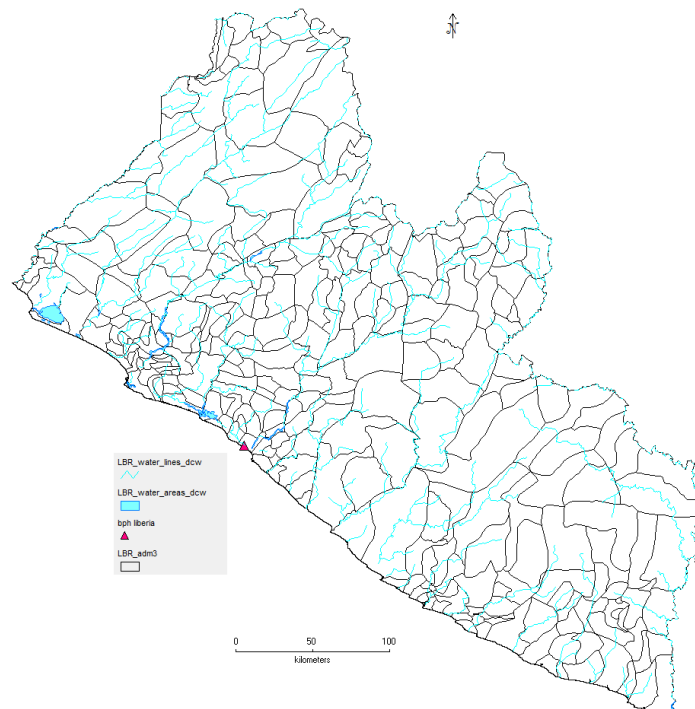 N
LBR_water_lines_dcw
LBR_water_areas_dcw
bph liberia
LBR_adm3
0 50 100
kilometers